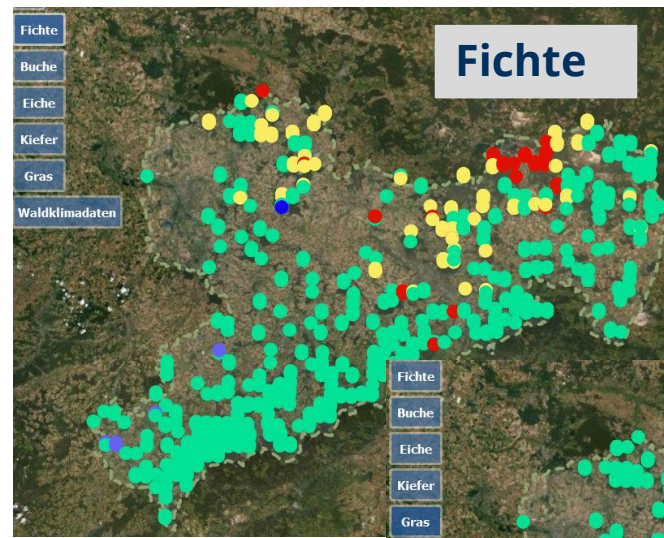 Fichte
Buche
Eiche
Kiefer
Gras
Waldklimadaten
Fichte
Fichte
Buche
Eiche
Kiefer
Gras